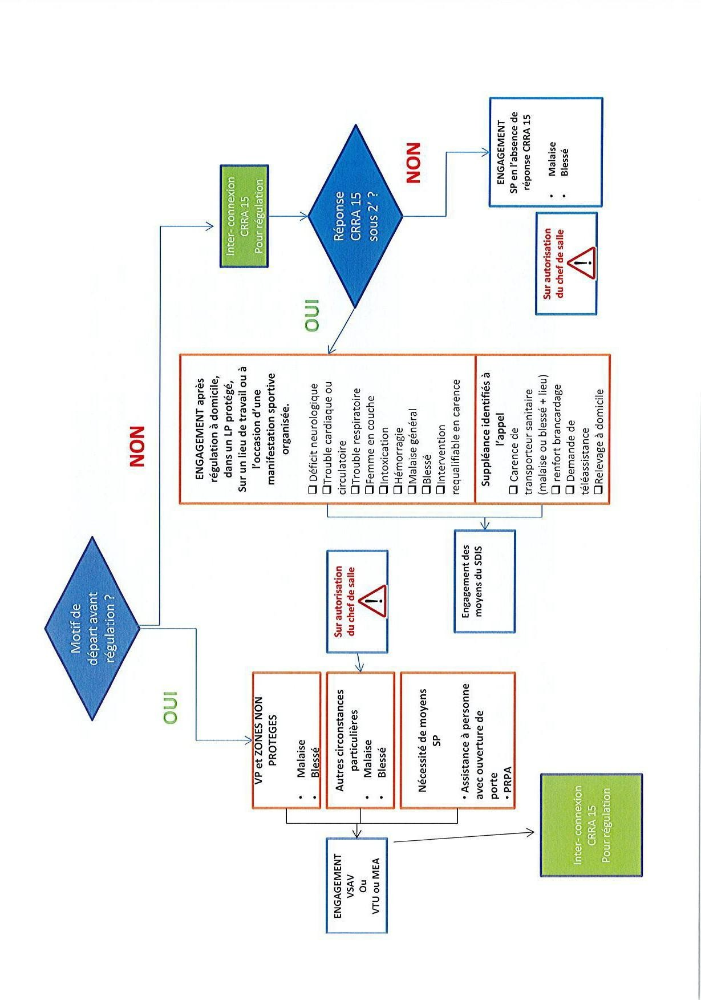 Motif de
départ avant
régulation ?
OUI
NON
VP et ZONES NON
PROTEGES
• Malaise
• Blessé
Autres circonstances
particulières
• Malaise
• Blessé
Nécessité de moyens
SP
• Assistance à personne
avec ouverture de
porte
• PRPA
Sur autorisation
du chef de salle
!
ENGAGEMENT
VSAV
Ou
VTU ou MEA
Inter- connexion
CRRA 15
Pour régulation
Inter- connexion
CRRA 15
Pour régulation
Réponse
CRRA 15
sous 2’ ?
OUI
NON
ENGAGEMENT après
régulation à domicile,
dans un LP protégé,
Sur un lieu de travail ou à
l’occasion d’une
manifestation sportive
organisée.
❑ Déficit neurologique
❑Trouble cardiaque ou
circulatoire
❑Trouble respiratoire
❑Femme en couche
❑Intoxication
❑Hémorragie
❑Malaise général
❑Blessé
❑Intervention
requalifiable en carence
Suppléance identifiés à
l’appel
❑ Carence de
transporteur sanitaire
(malaise ou blessé + lieu)
❑ renfort brancardage
❑ Demande de
téléassistance
❑Relevage à domicile
Engagement des
moyens du SDIS
ENGAGEMENT
SP en l’absence de
réponse CRRA 15
• Malaise
• Blessé
Sur autorisation
du chef de salle
!